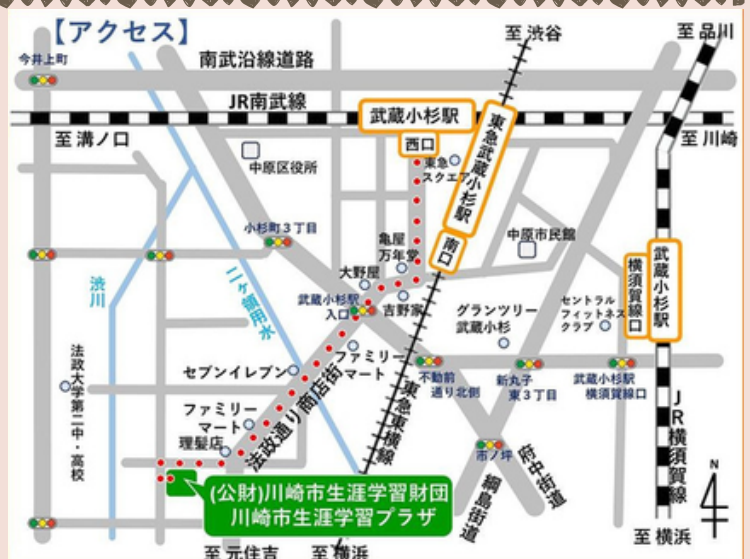 【アクセス】
至 渋谷
至 品川
今井上町
南武沿線道路
JR南武線
武蔵小杉駅
西口
東急武蔵小杉駅
至 溝ノ口
至 川崎
中原区役所
東急
スクエア
小杉町3丁目
亀屋
万年堂
南口
中原市民館
大野屋
武蔵小杉駅
横須賀線口
渋川
二ヶ領用水
武蔵小杉駅
入口
吉野家
グランツリー
武蔵小杉
セントラル
フィットネス
クラブ
法政大学第二中・高校
セブンイレブン
ファミリー
マート
不動前
通り北側
新丸子
東3丁目
武蔵小杉駅
横須賀線口
ファミリー
マート
理髪店
法政通り商店街
東急東横線
JR横須賀線
市ノ坪
府中街道
綱島街道
(公財)川崎市生涯学習財団
川崎市生涯学習プラザ
N
至 元住吉
至 横浜
至 横浜